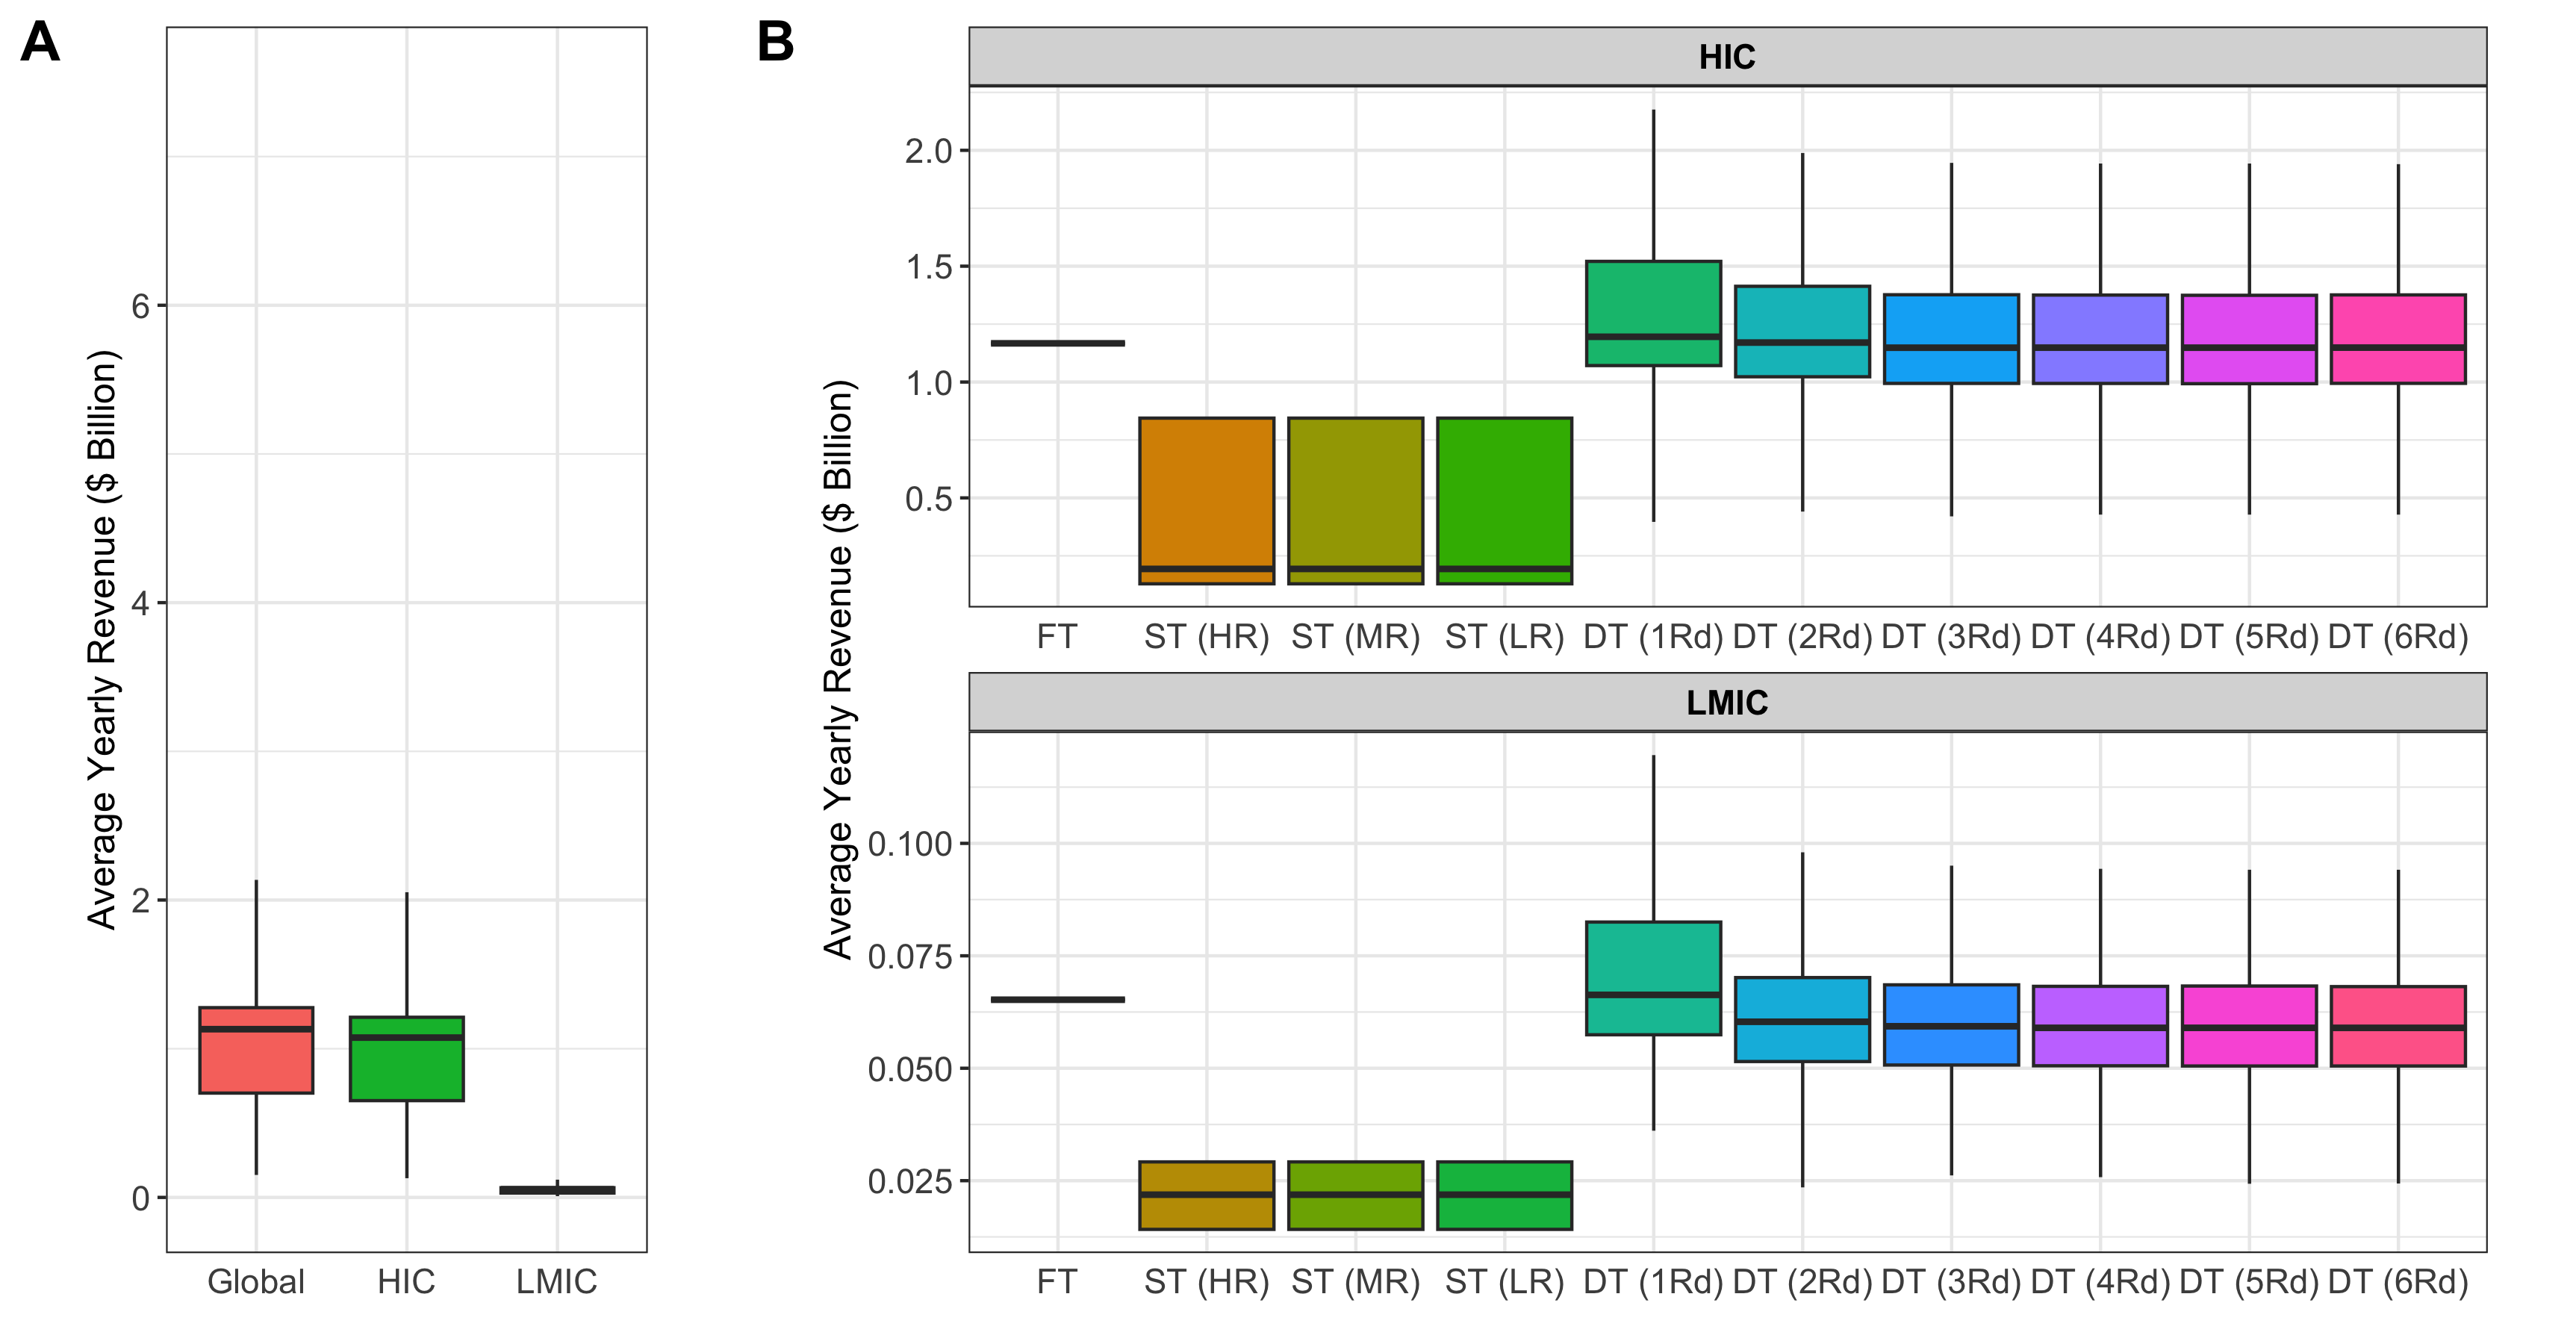 A
Average Yearly Revenue ($ Billion)
6
4
2
0
Global HIC LMIC
B
Average Yearly Revenue ($ Billion)
HIC
2.0
1.5
1.0
0.5
FT ST (HR) ST (MR) ST (LR) DT (1Rd) DT (2Rd) DT (3Rd) DT (4Rd) DT (5Rd) DT (6Rd)
LMIC
0.100
0.075
0.050
0.025
FT ST (HR) ST (MR) ST (LR) DT (1Rd) DT (2Rd) DT (3Rd) DT (4Rd) DT (5Rd) DT (6Rd)